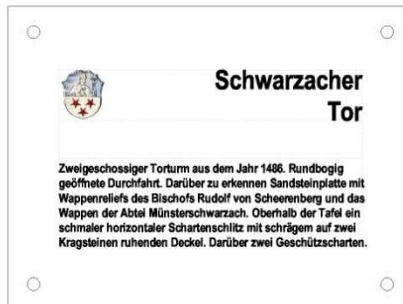 Schwarzacher
Tor
Zweigeschossiger Torturm aus dem Jahr 1486. Rundbogig
geöffnete Durchfahrt. Darüber zu erkennen Sandsteinplatte mit
Wappenreliefs des Bischofs Rudolf von Scheerenberg und das
Wappen der Abtei Münsterschwarzach. Oberhalb der Tafel ein
schmaler horizontaler Schartenschlitz mit schrägem auf zwei
Kragsteinen ruhenden Deckel. Darüber zwei Geschützscharten.